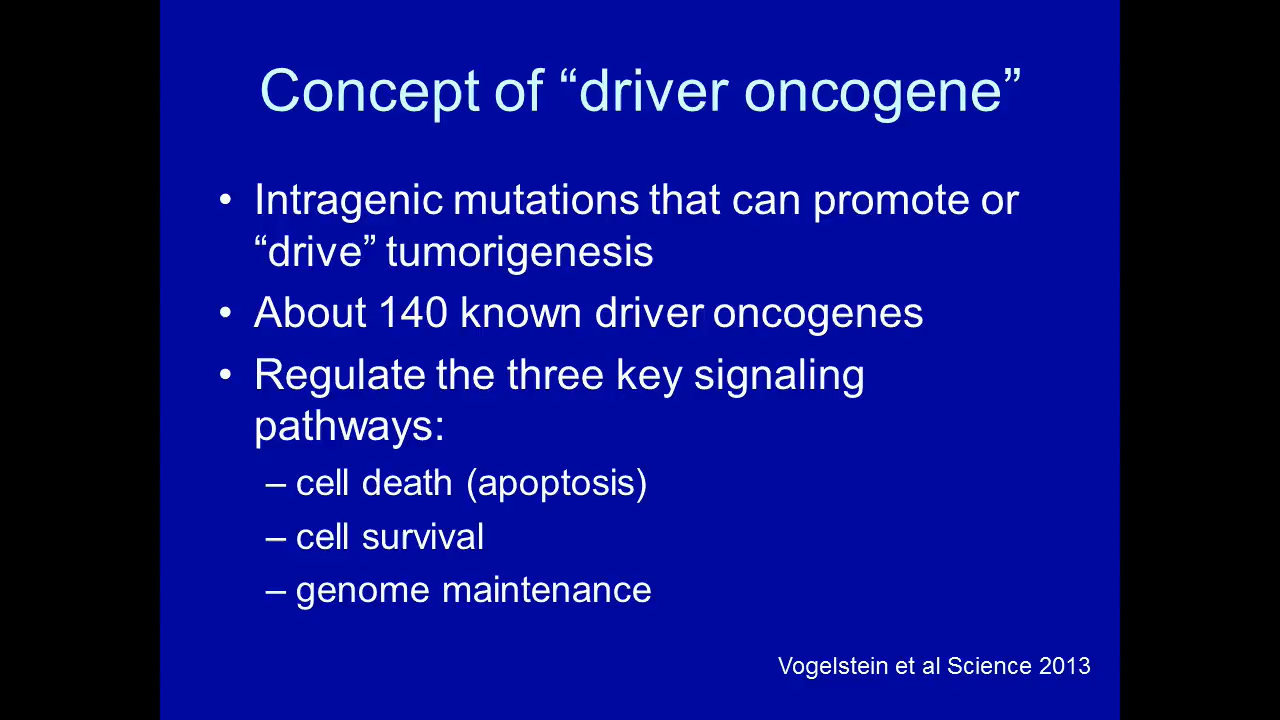 Concept of “driver oncogene”
• Intragenic mutations that can promote or
“drive” tumorigenesis
• About 140 known driver oncogenes
• Regulate the three key signaling
pathways:
– cell death (apoptosis)
– cell survival
– genome maintenance
Vogelstein et al Science 2013